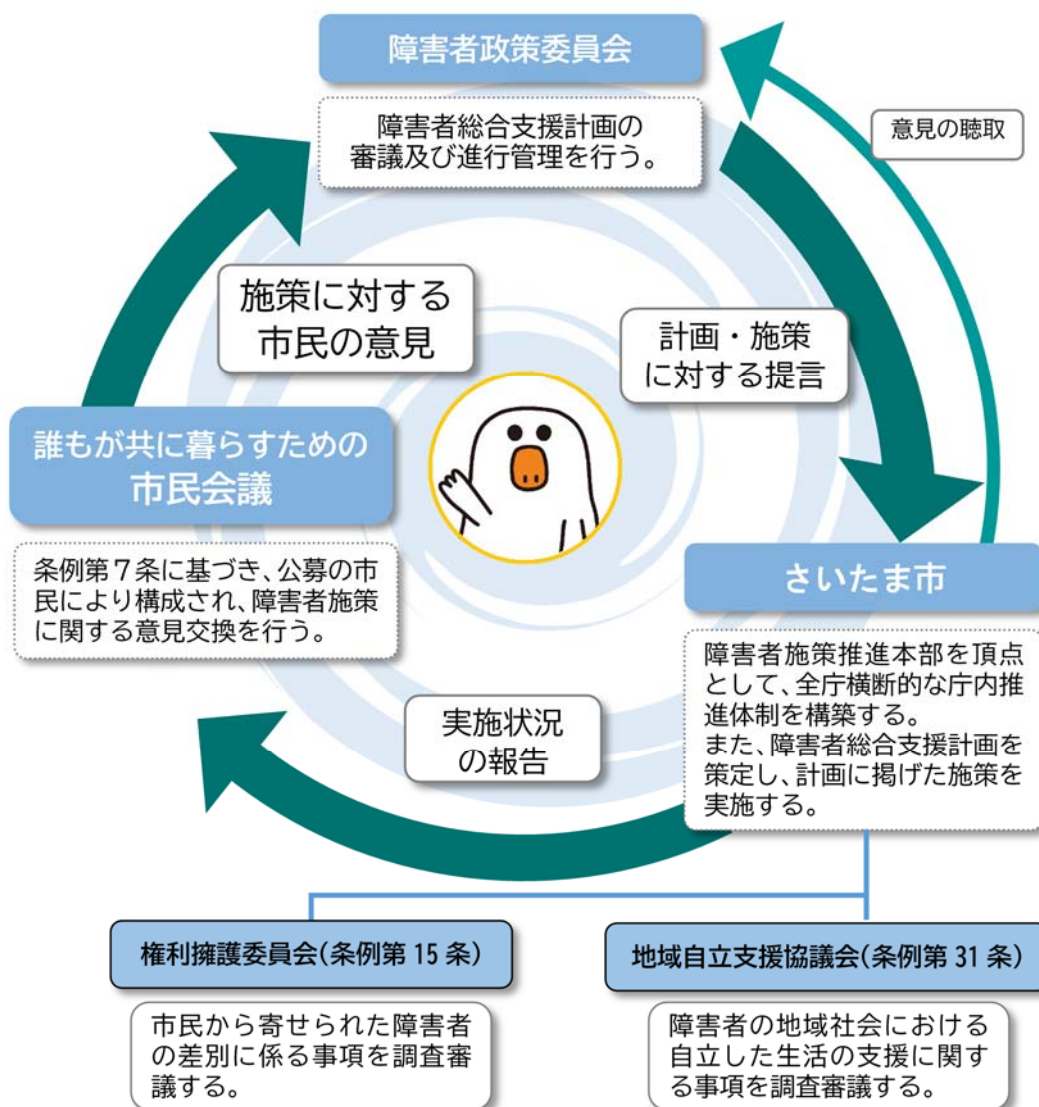 障害者政策委員会
障害者総合支援計画の
審議及び進行管理を行う。
意見の聴取
施策に対する
市民の意見
計画・施策
に対する提言
誰もが共に暮らすための
市民会議
条例第７条に基づき、公募の市
民により構成され、障害者施策
に関する意見交換を行う。
さいたま市
障害者施策推進本部を頂点
として、全庁横断的な庁内推
進体制を構築する。
また、障害者総合支援計画を
策定し、計画に掲げた施策を
実施する。
実施状況
の報告
権利擁護委員会(条例第 15 条)
市民から寄せられた障害者
の差別に係る事項を調査審
議する。
地域自立支援協議会(条例第 31 条)
障害者の地域社会における
自立した生活の支援に関す
る事項を調査審議する。